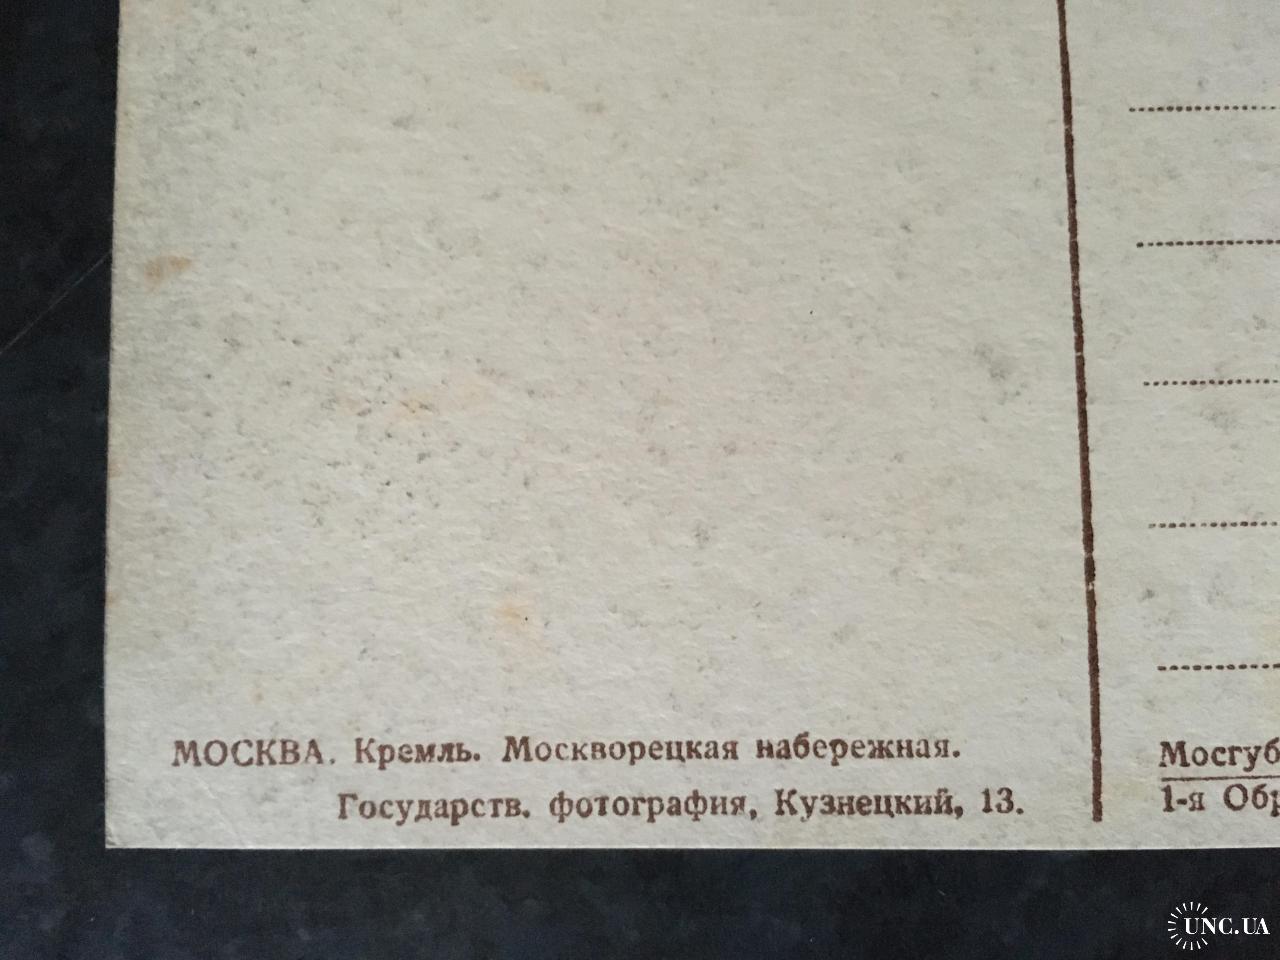 МОСКВА. Кремль. Москворецкая набережная.
Государств. фотография, Кузнецкий, 13.
Мосгуб
1-я Обр
UNC.UA